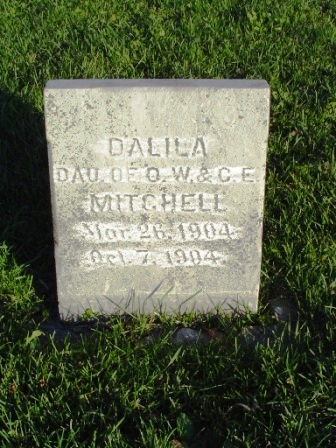 DALILA
DAU. OF O. W. & C. E.
MITCHELL
Mar. 26, 1904
Oct. 7, 1904